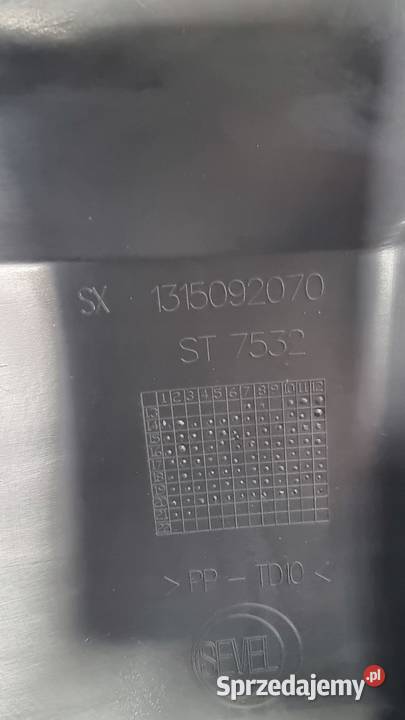 SX 1315092070
ST 7532
1 2 3 4 5 6 7 8 9 10 11 12
> PP - TD10 <
SEVEL
Sprzedajemy.pl